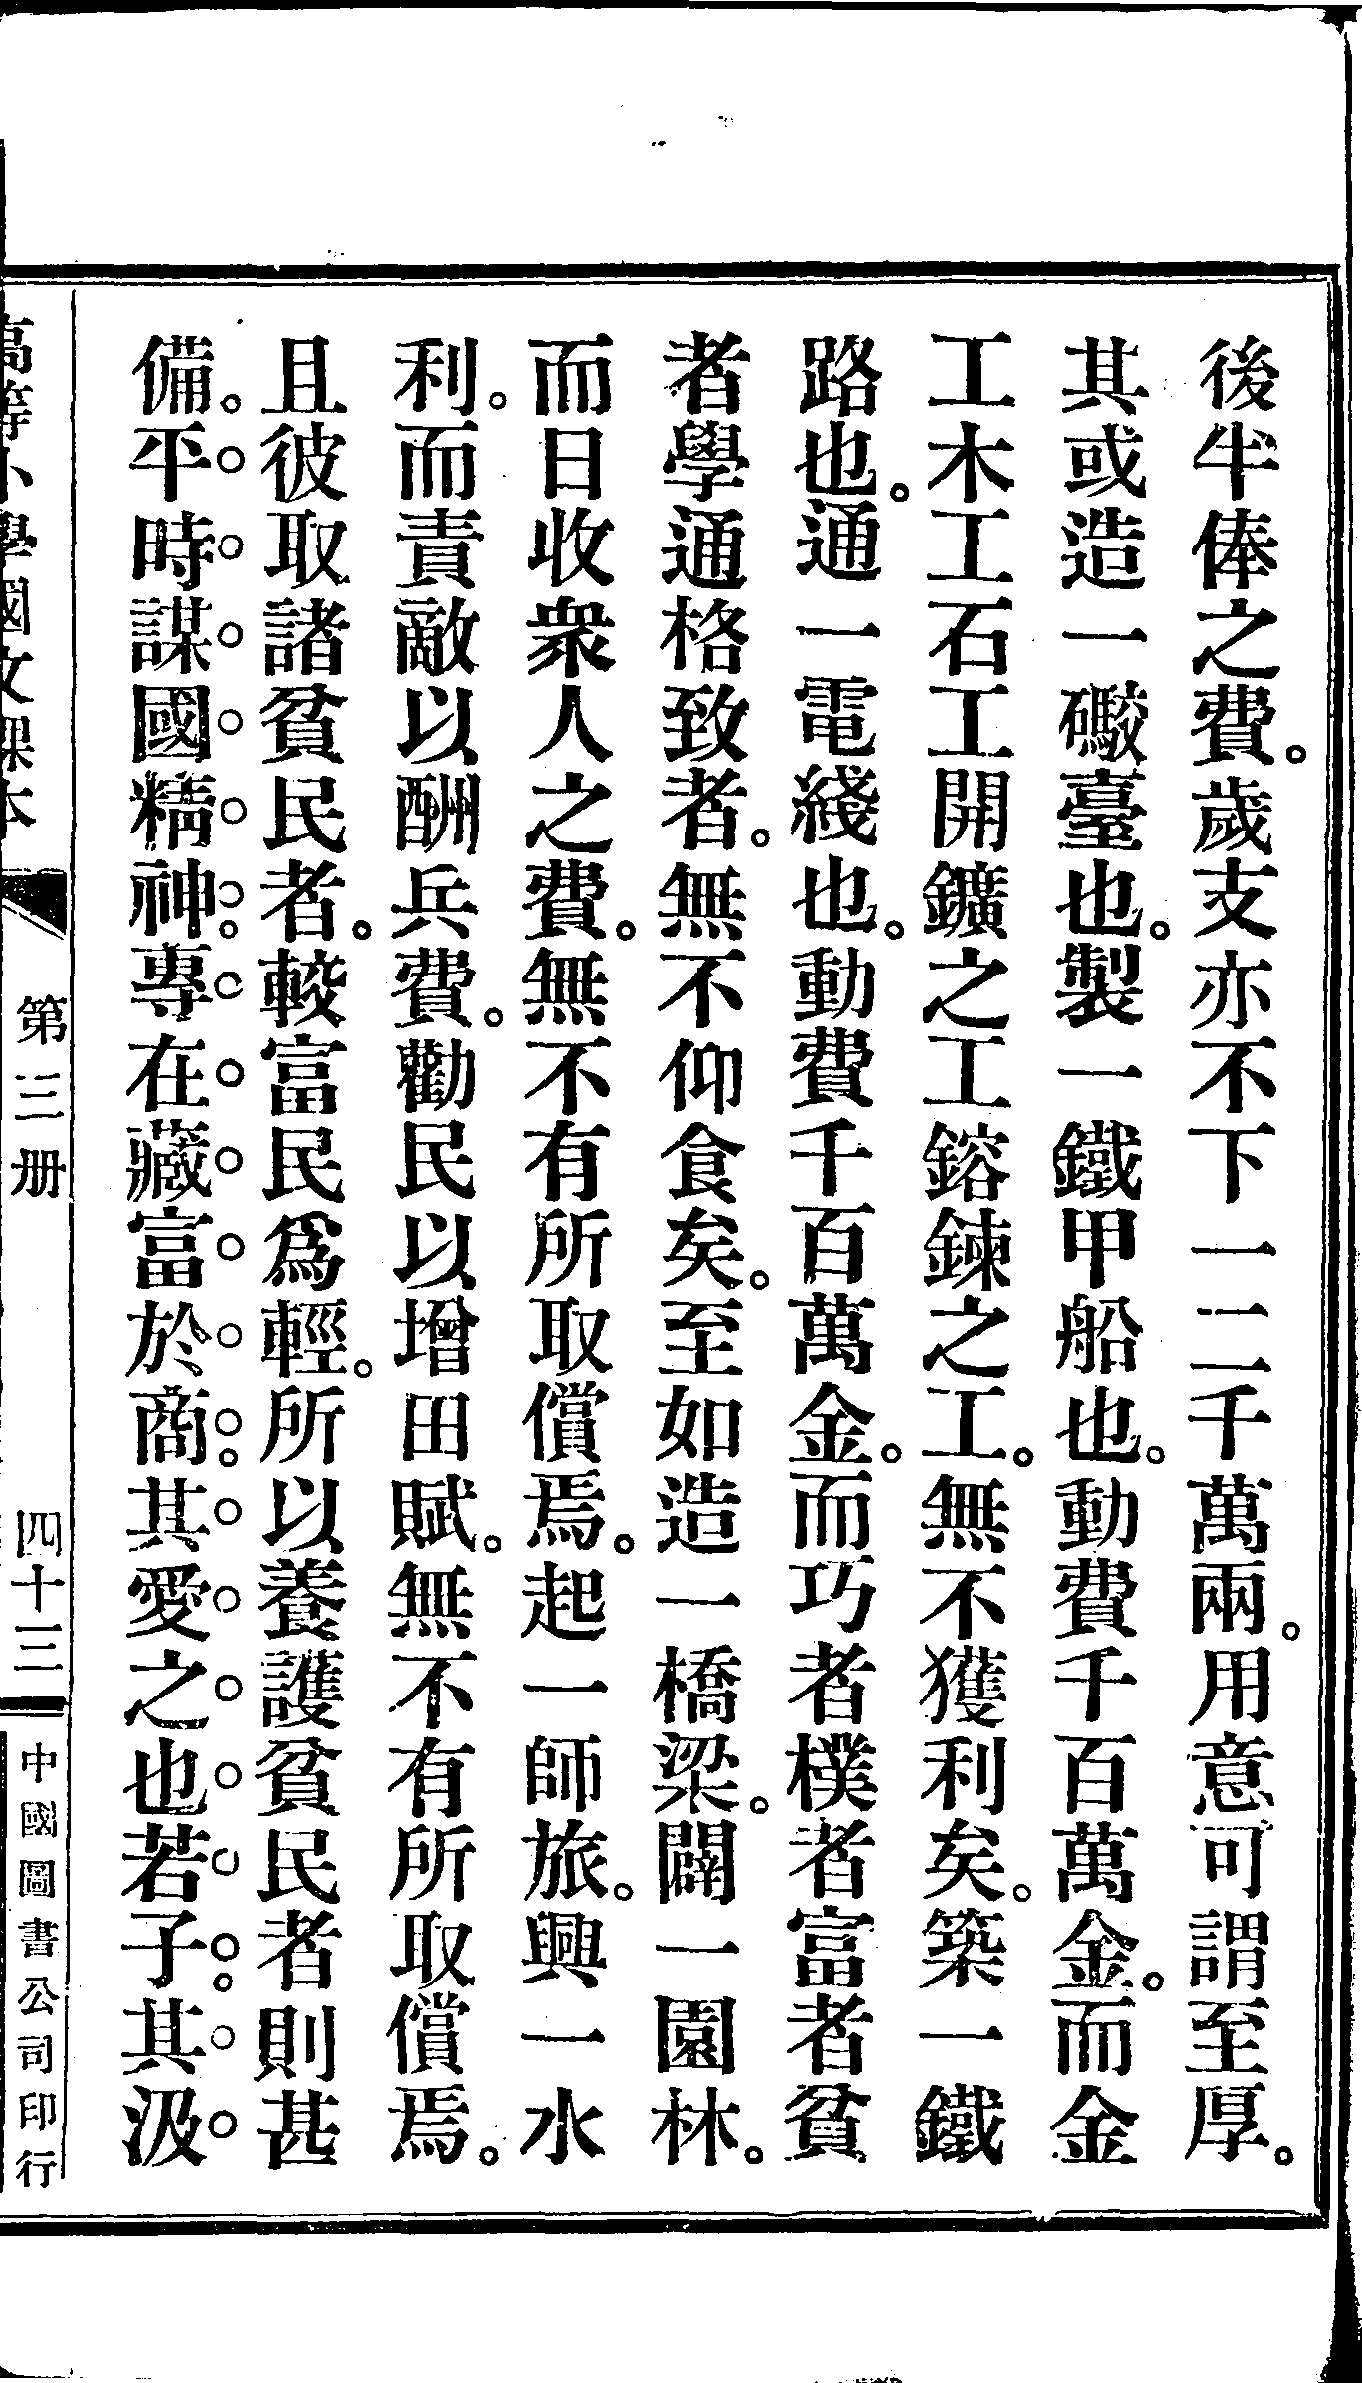 後半俸之費。歲支亦不下一二千萬兩。用意可謂至厚。
其或造一礮臺也。製一鐵甲船也。動費千百萬金。而金
工木工石工開鑛之工鎔鍊之工。無不獲利矣。築一鐵
路也。通一電綫也。動費千百萬金。而巧者樸者富者貧
者學通格致者。無不仰食矣。至如造一橋梁。闢一園林。
而日收衆人之費。無不有所取償焉。起一師旅。興一水
利。而責敵以酬兵費。勸民以增田賦。無不有所取償焉。
且彼取諸貧民者。較富民爲輕。所以養護貧民者則甚
備。平時謀國精神。專在藏富於商。其愛之也若子。其汲
高等小學國文課本
第三册
四十三
中國圖書公司印行